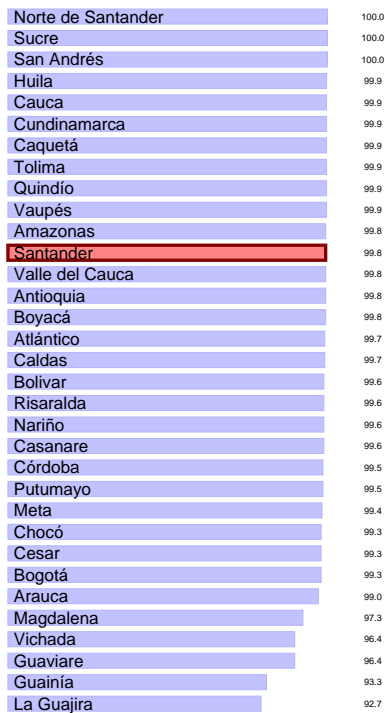 Norte de Santander 100.0
Sucre 100.0
San Andrés 100.0
Huila 99.9
Cauca 99.9
Cundinamarca 99.9
Caquetá 99.9
Tolima 99.9
Quindío 99.9
Vaupés 99.9
Amazonas 99.8
Santander 99.8
Valle del Cauca 99.8
Antioquia 99.8
Boyacá 99.8
Atlántico 99.7
Caldas 99.7
Bolivar 99.6
Risaralda 99.6
Nariño 99.6
Casanare 99.6
Córdoba 99.5
Putumayo 99.5
Meta 99.4
Chocó 99.3
Cesar 99.3
Bogotá 99.3
Arauca 99.0
Magdalena 97.3
Vichada 96.4
Guaviare 96.4
Guainía 93.3
La Guajira 92.7